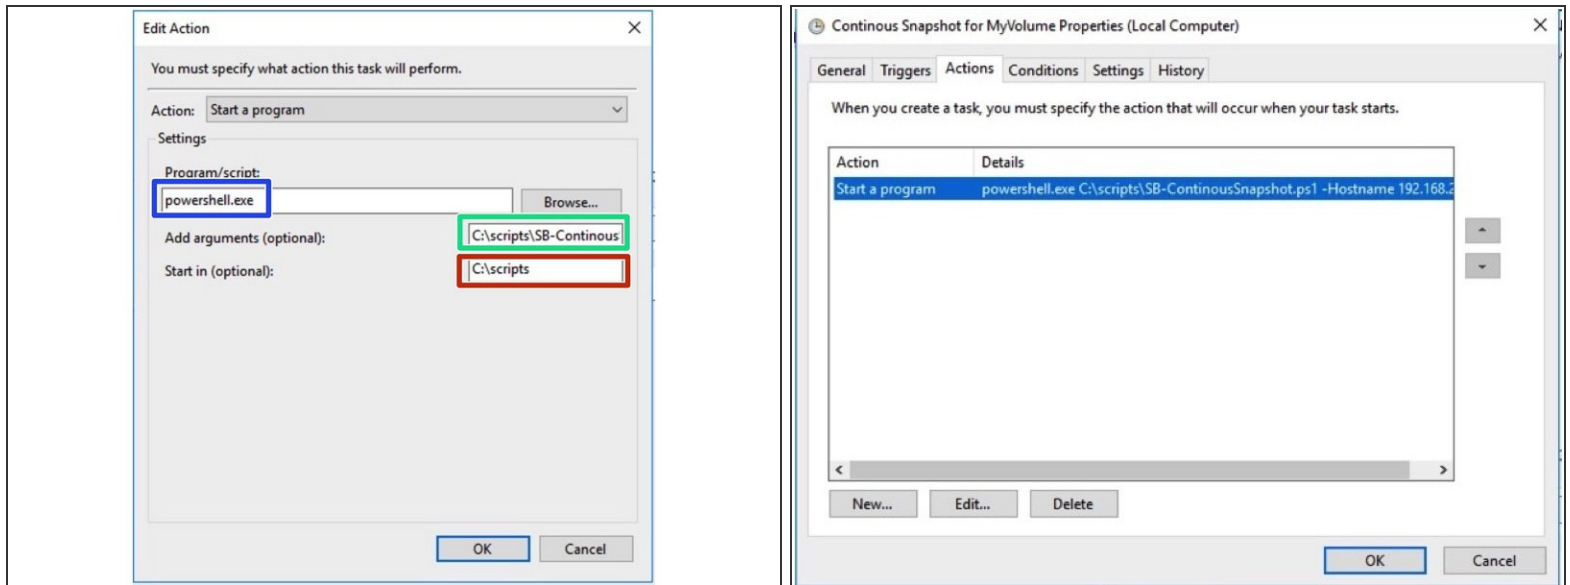 Edit Action
You must specify what action this task will perform.
Action: Start a program
Settings
Program/script:
powershell.exe
Browse...
Add arguments (optional): C:\scripts\SB-Continous
Start in (optional): C:\scripts
OK Cancel
Continous Snapshot for MyVolume Properties (Local Computer)
General Triggers Actions Conditions Settings History
When you create a task, you must specify the action that will occur when your task starts.
Action Details
Start a program powershell.exe C:\scripts\SB-ContinousSnapshot.ps1 -Hostname 192.168.2
New... Edit... Delete
OK Cancel